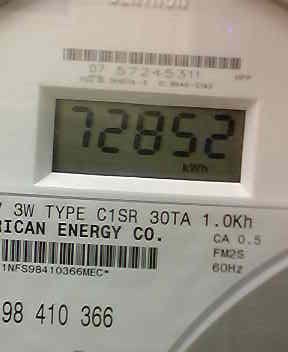 07 57245311
72852
kWh
3W TYPE C1SR 30TA 1.0Kh
RICAN ENERGY CO.
CA 0.5
FM2S
60Hz
1NFS98410366MEC*
98 410 366